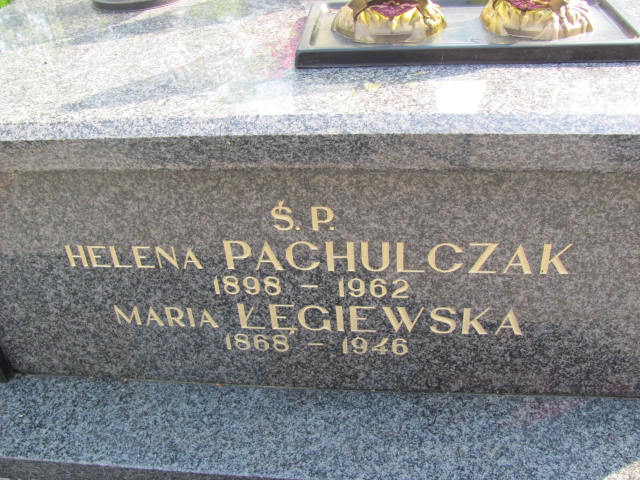 Ś.P.
HELENA PACHULCZAK
1898 - 1962
MARIA ŁĘGIEWSKA
1868 - 1946